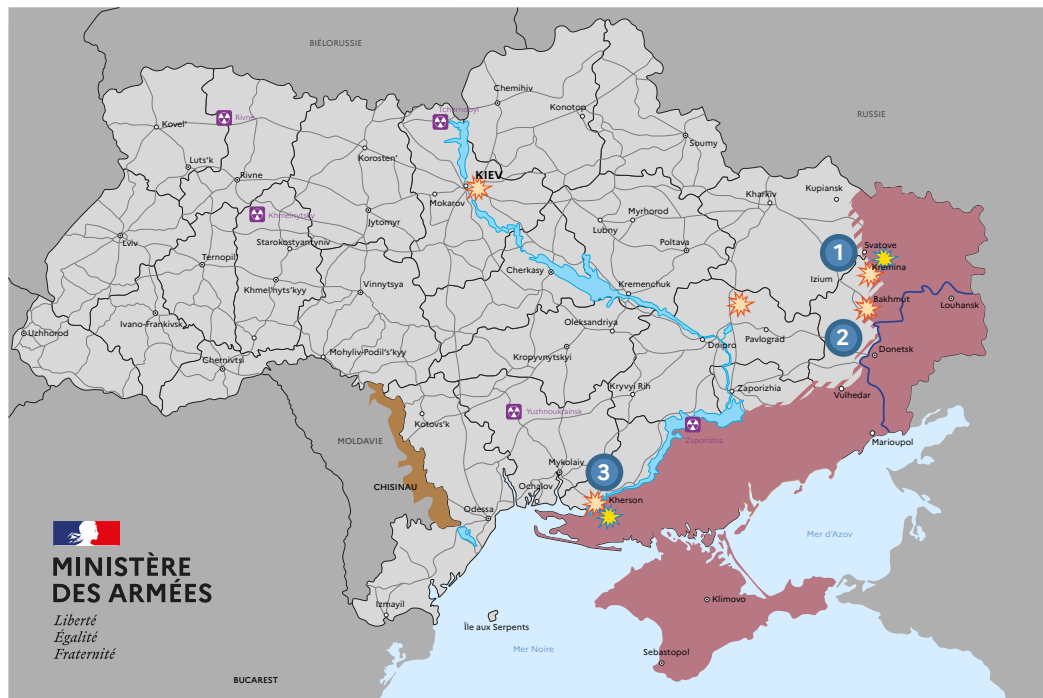 BIÉLORUSSIE
RUSSIE
Tchernobyl
Chernihiv
Konotop
Rivne
Kovel'
Soumy
Korosten'
Luts'k
Rivne
KIEV
Mokarov
Kharkiv
Kupiansk
Khmelnytsky
Jytomyr
Myrhorod
Lubny
Lviv
Starokostyantyniv
Poltava
1
Svatove
Ternopil
Cherkasy
Kremina
Izium
Khmel'nyts'kyy
Vinnytsya
Kremenchuk
Bakhmut
Louhansk
Ivano-Frankivsk
Oleksandriya
Uzhhorod
2
Dnipro
Pavlograd
Donetsk
Chernivtsi
Mohyliv-Podil's'kyy
Kropyvnytskyi
Kryvyi Rih
Zaporizhia
Vulhedar
Yuzhnoukrainsk
Kotovs'k
MOLDAVIE
Zaporizhia
Marioupol
3
Mykolaiv
CHISINAU
Ochalov
Kherson
Odessa
Mer d'Azov
MINISTÈRE
DES ARMÉES
Liberté
Égalité
Fraternité
Izmayil
Klimovo
Île aux Serpents
Mer Noire
Sebastopol
BUCAREST